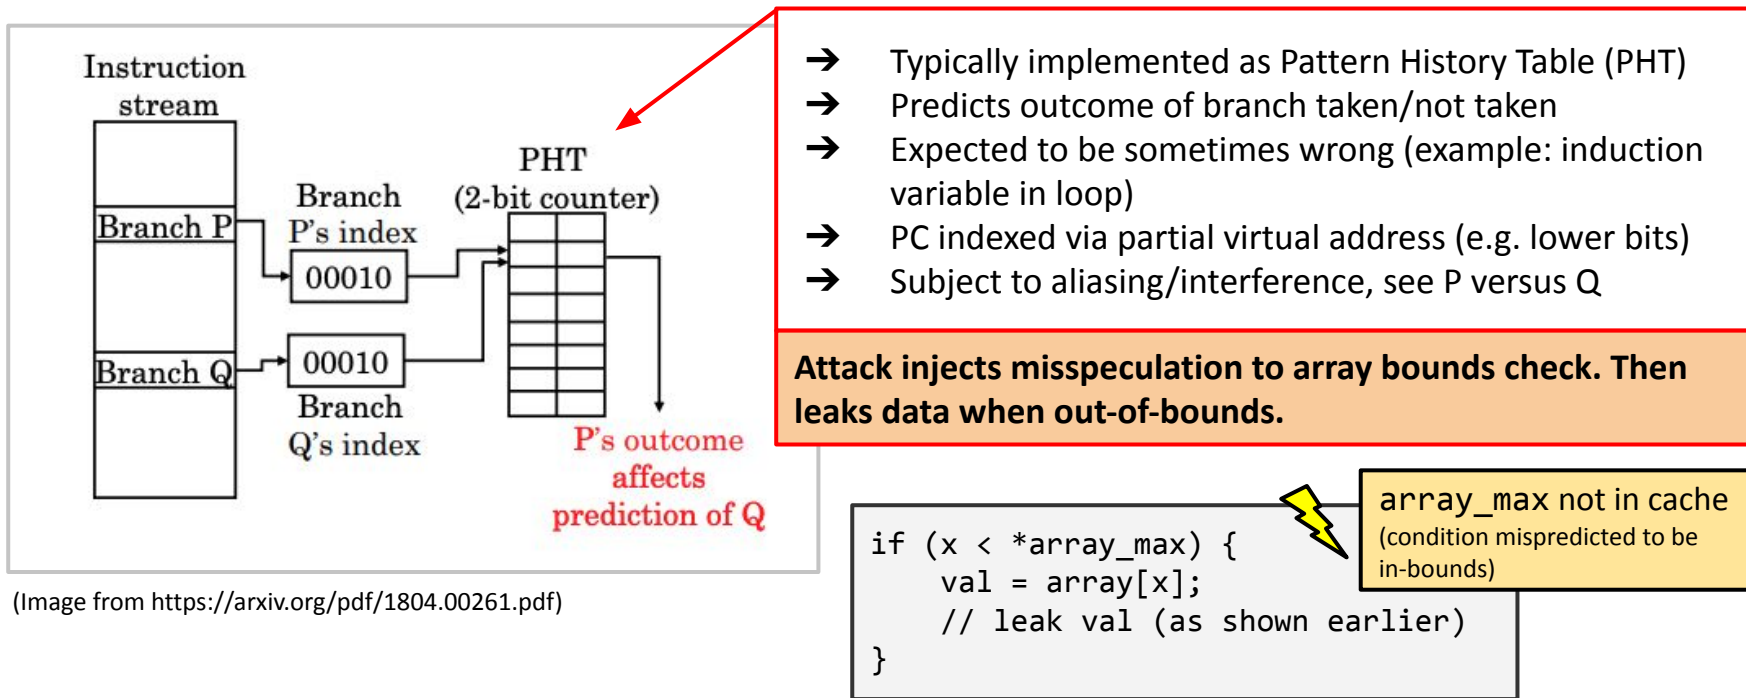 Instruction
stream
Branch P
Branch Q
Branch
P's index
00010
00010
Branch
Q's index
PHT
(2-bit counter)
P's outcome
affects
prediction of Q
(Image from https://arxiv.org/pdf/1804.00261.pdf)
➔ Typically implemented as Pattern History Table (PHT)
➔ Predicts outcome of branch taken/not taken
➔ Expected to be sometimes wrong (example: induction
variable in loop)
➔ PC indexed via partial virtual address (e.g. lower bits)
➔ Subject to aliasing/interference, see P versus Q
Attack injects misspeculation to array bounds check. Then
leaks data when out-of-bounds.
array_max not in cache
(condition mispredicted to be
in-bounds)
if (x < *array_max) {
    val = array[x];
    // leak val (as shown earlier)
}